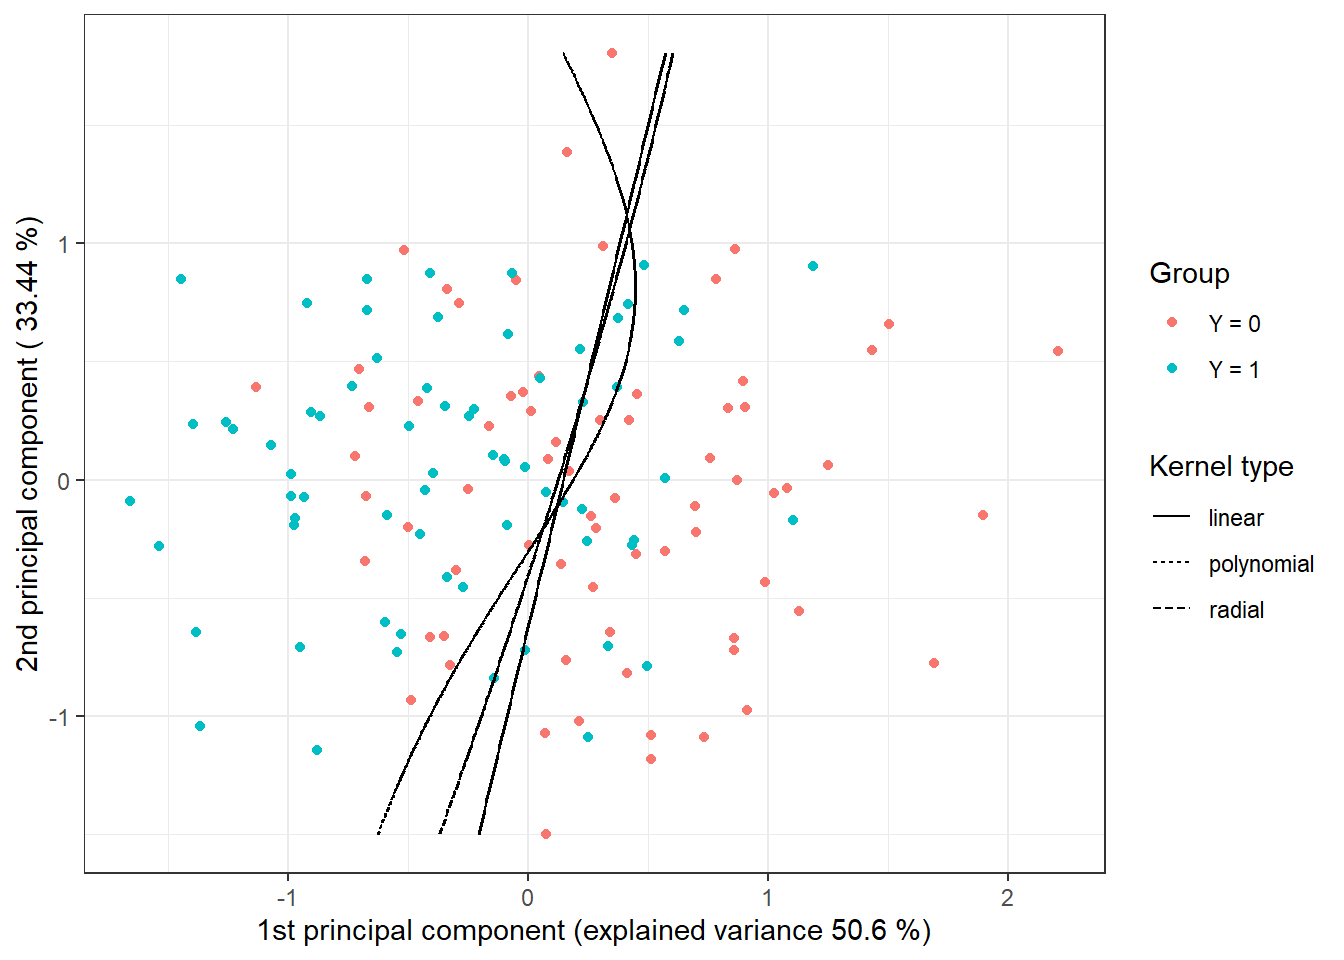 1
0
-1
-1
0
1
2
1st principal component (explained variance 50.6 %)
2nd principal component ( 33.44 %)
Group
Y = 0
Y = 1
Kernel type
linear
polynomial
radial